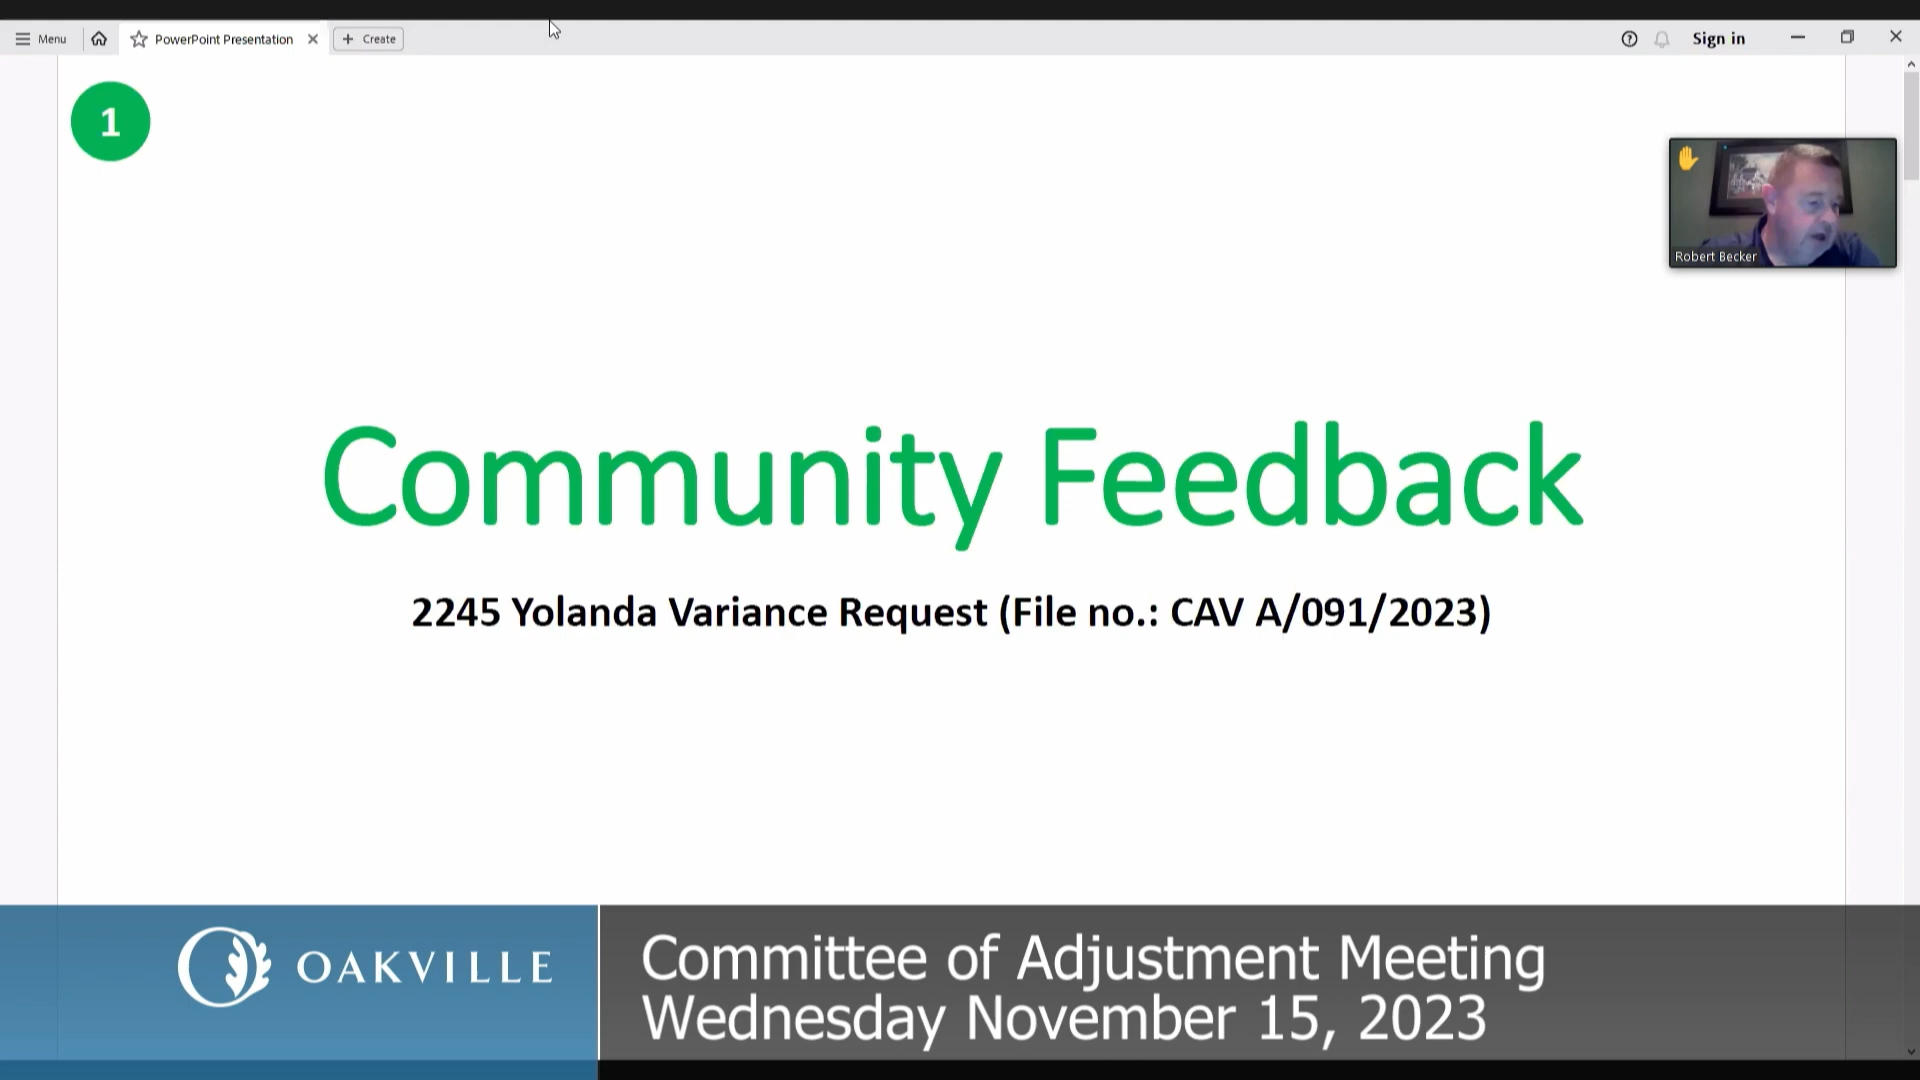 Menu
PowerPoint Presentation
Create
Sign in
1
Robert Becker
Community Feedback
2245 Yolanda Variance Request (File no.: CAV A/091/2023)
OAKVILLE
Committee of Adjustment Meeting
Wednesday November 15, 2023